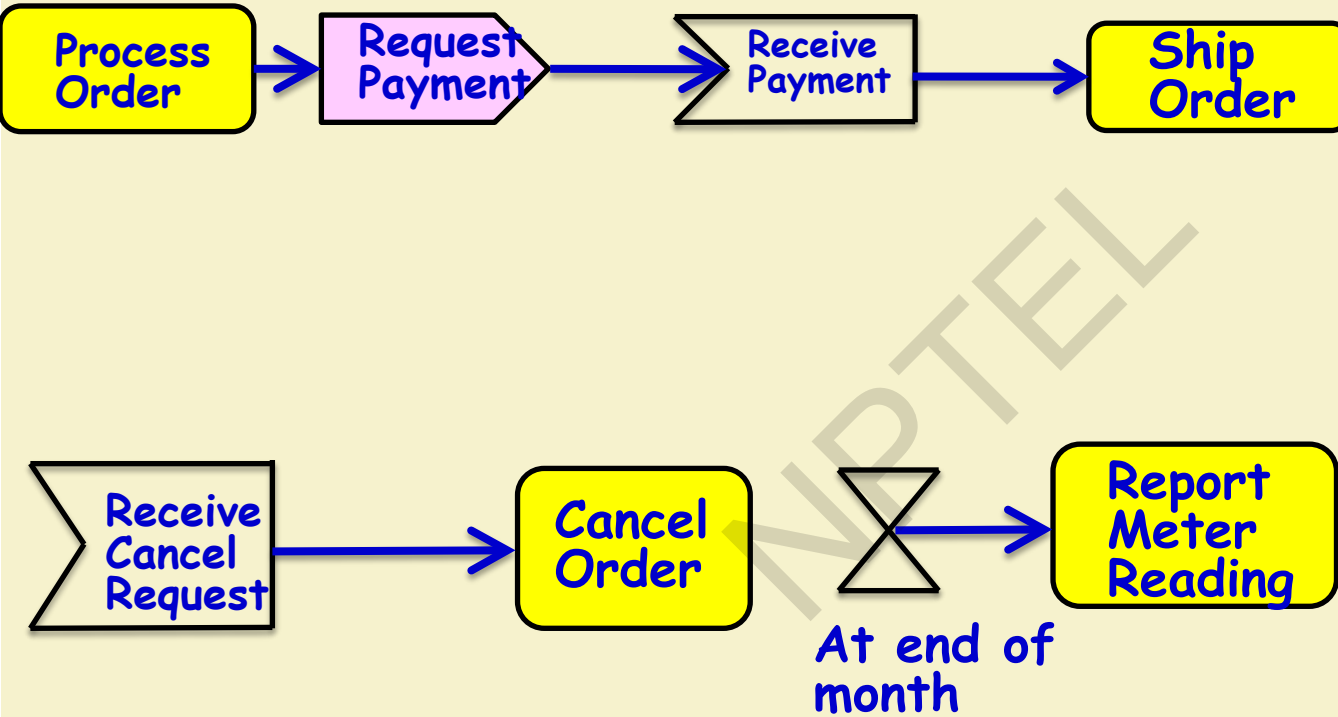 Process
Order
Request
Payment
Receive
Payment
Ship
Order
Receive
Cancel
Request
Cancel
Order
At end of
month
Report
Meter
Reading
NPTEL